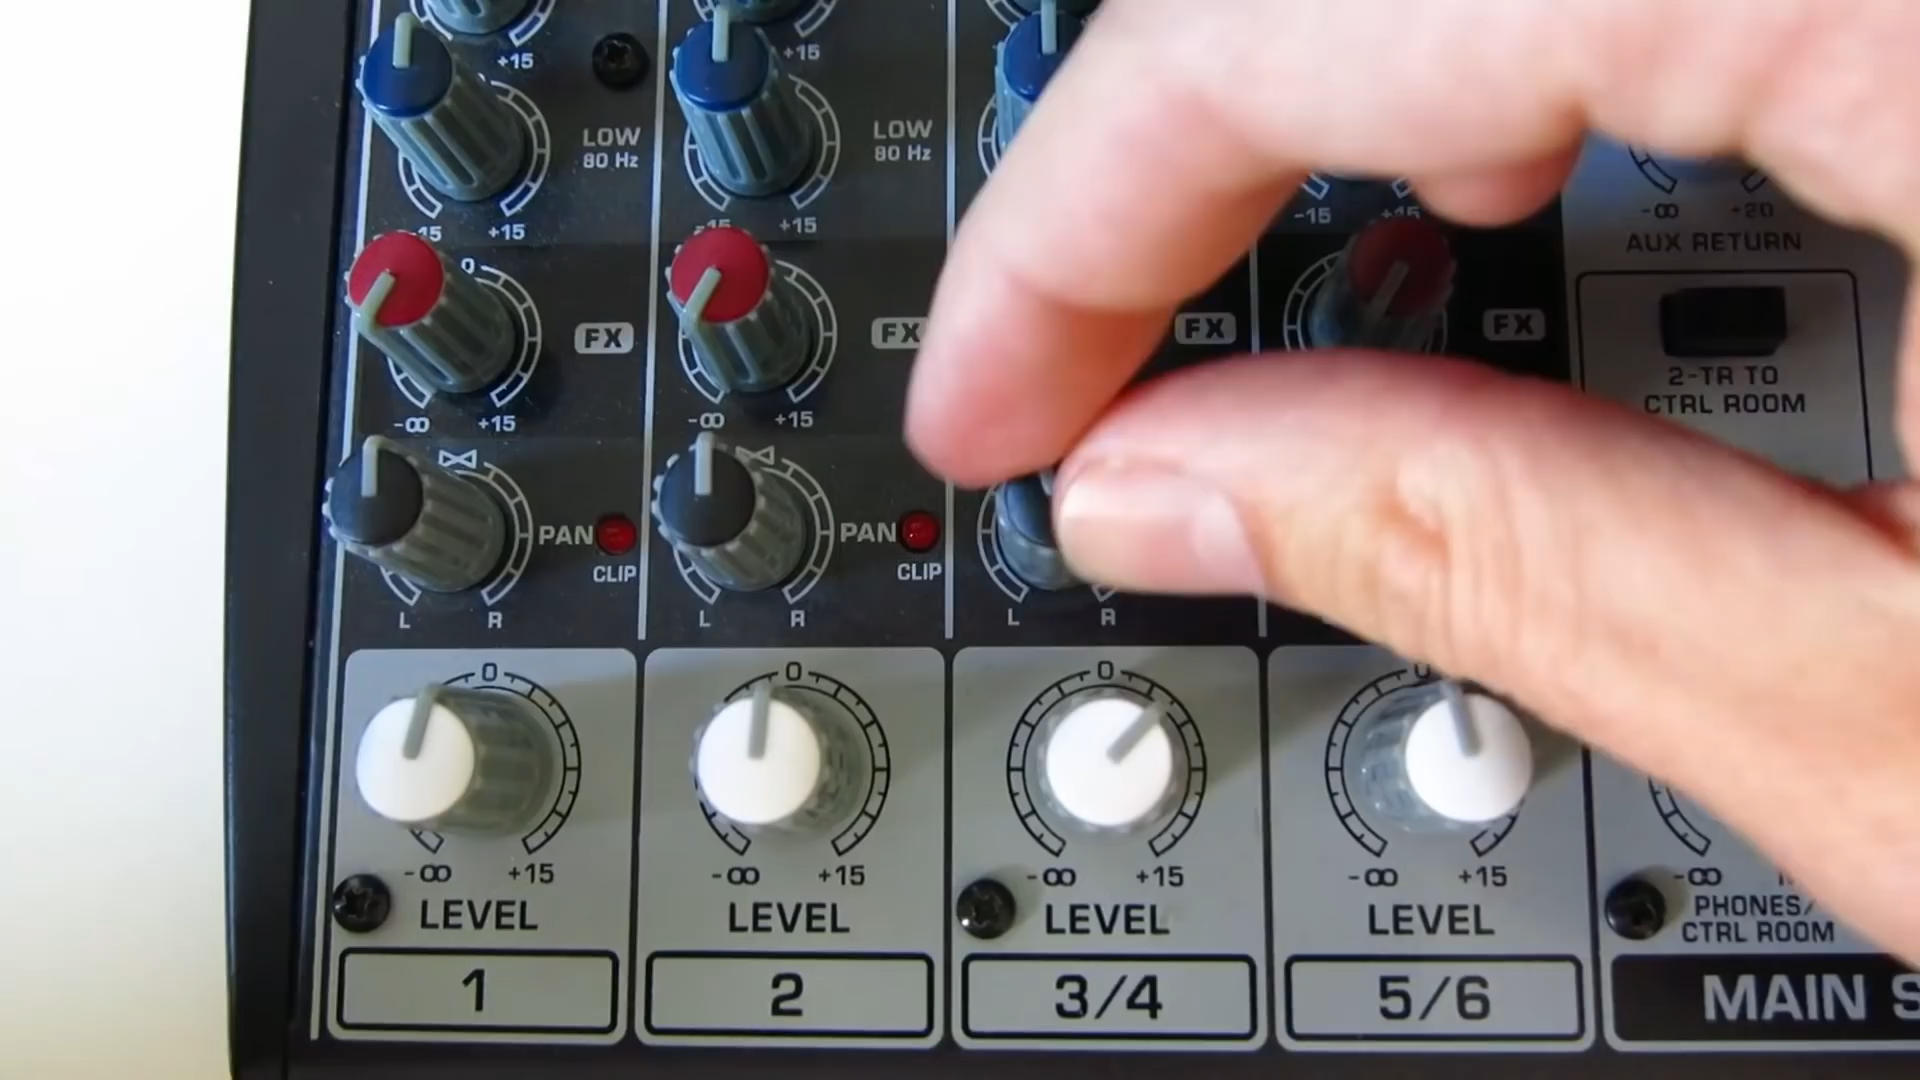 +15
+15
LOW
80 Hz
LOW
80 Hz
-15 +15
-15 +15
-15 +15
-∞ +20
AUX RETURN
0
FX
FX
FX
FX
2-TR TO
CTRL ROOM
-∞ +15
-∞ +15
PAN
CLIP
PAN
CLIP
L R
L R
L R
0
0
0
0
-∞ +15
-∞ +15
-∞ +15
-∞ +15
-∞
LEVEL
LEVEL
LEVEL
LEVEL
PHONES/
CTRL ROOM
1
2
3/4
5/6
MAIN